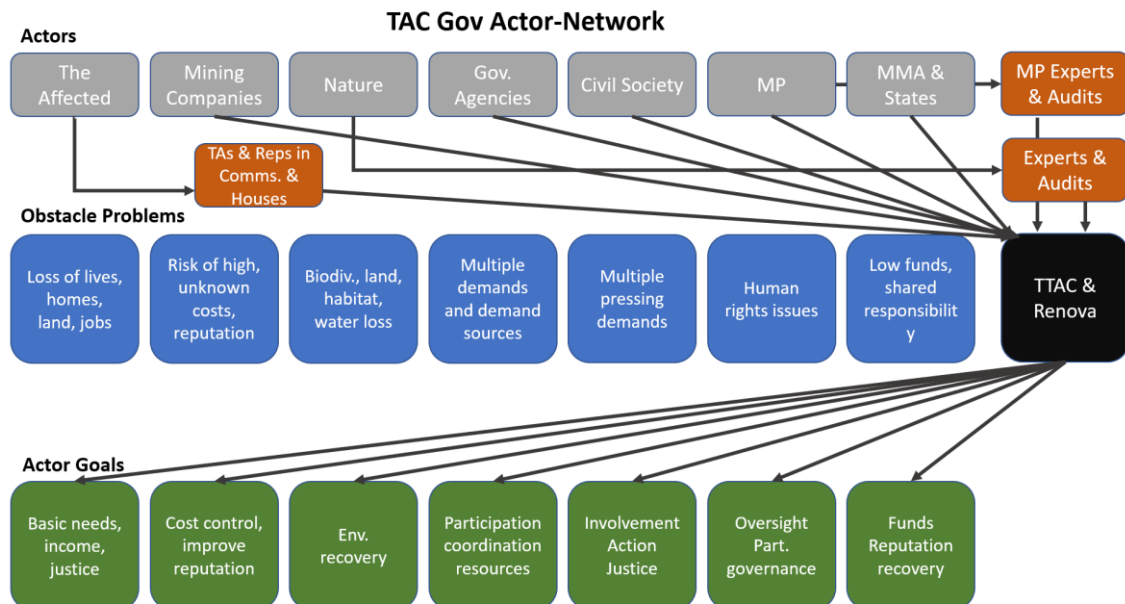 TAC Gov Actor-Network
Actors
The
Affected
Mining
Companies
Nature
Gov.
Agencies
Civil Society
MP
MMA &
States
MP Experts
& Audits
TAs & Reps in
Comms. &
Houses
Experts &
Audits
Obstacle Problems
Loss of lives,
homes,
land, jobs
Risk of high,
unknown
costs,
reputation
Biodiv., land,
habitat,
water loss
Multiple
demands
and demand
sources
Multiple
pressing
demands
Human
rights issues
Low funds,
shared
responsibilit
y
TTAC &
Renova
Actor Goals
Basic needs,
income,
justice
Cost control,
improve
reputation
Env.
recovery
Participation
coordination
resources
Involvement
Action
Justice
Oversight
Part.
governance
Funds
Reputation
recovery